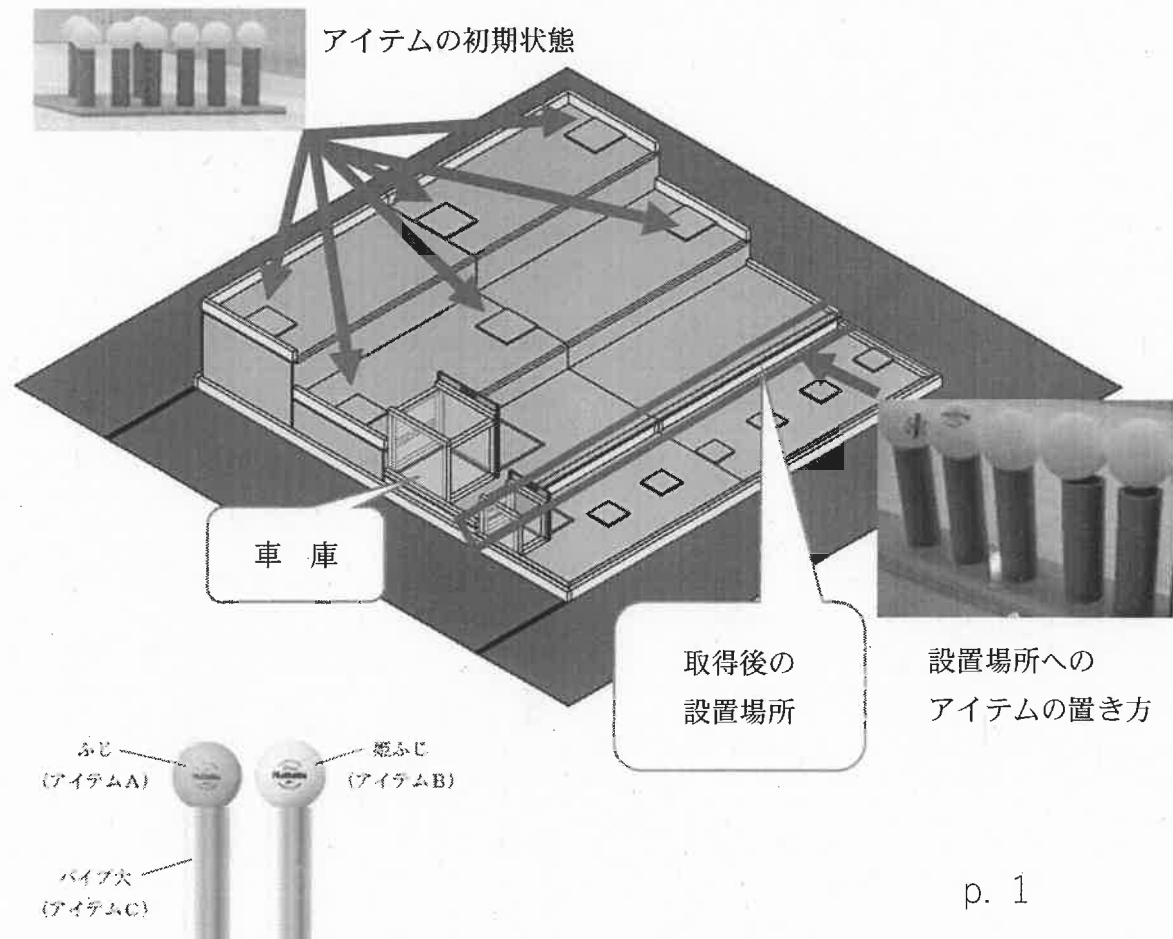 アイテムの初期状態
車 庫
取得後の
設置場所
設置場所への
アイテムの置き方
ふじ
(アイテムA)
姫ふじ
(アイテムB)
パイプ大
(アイテムC)
p. 1